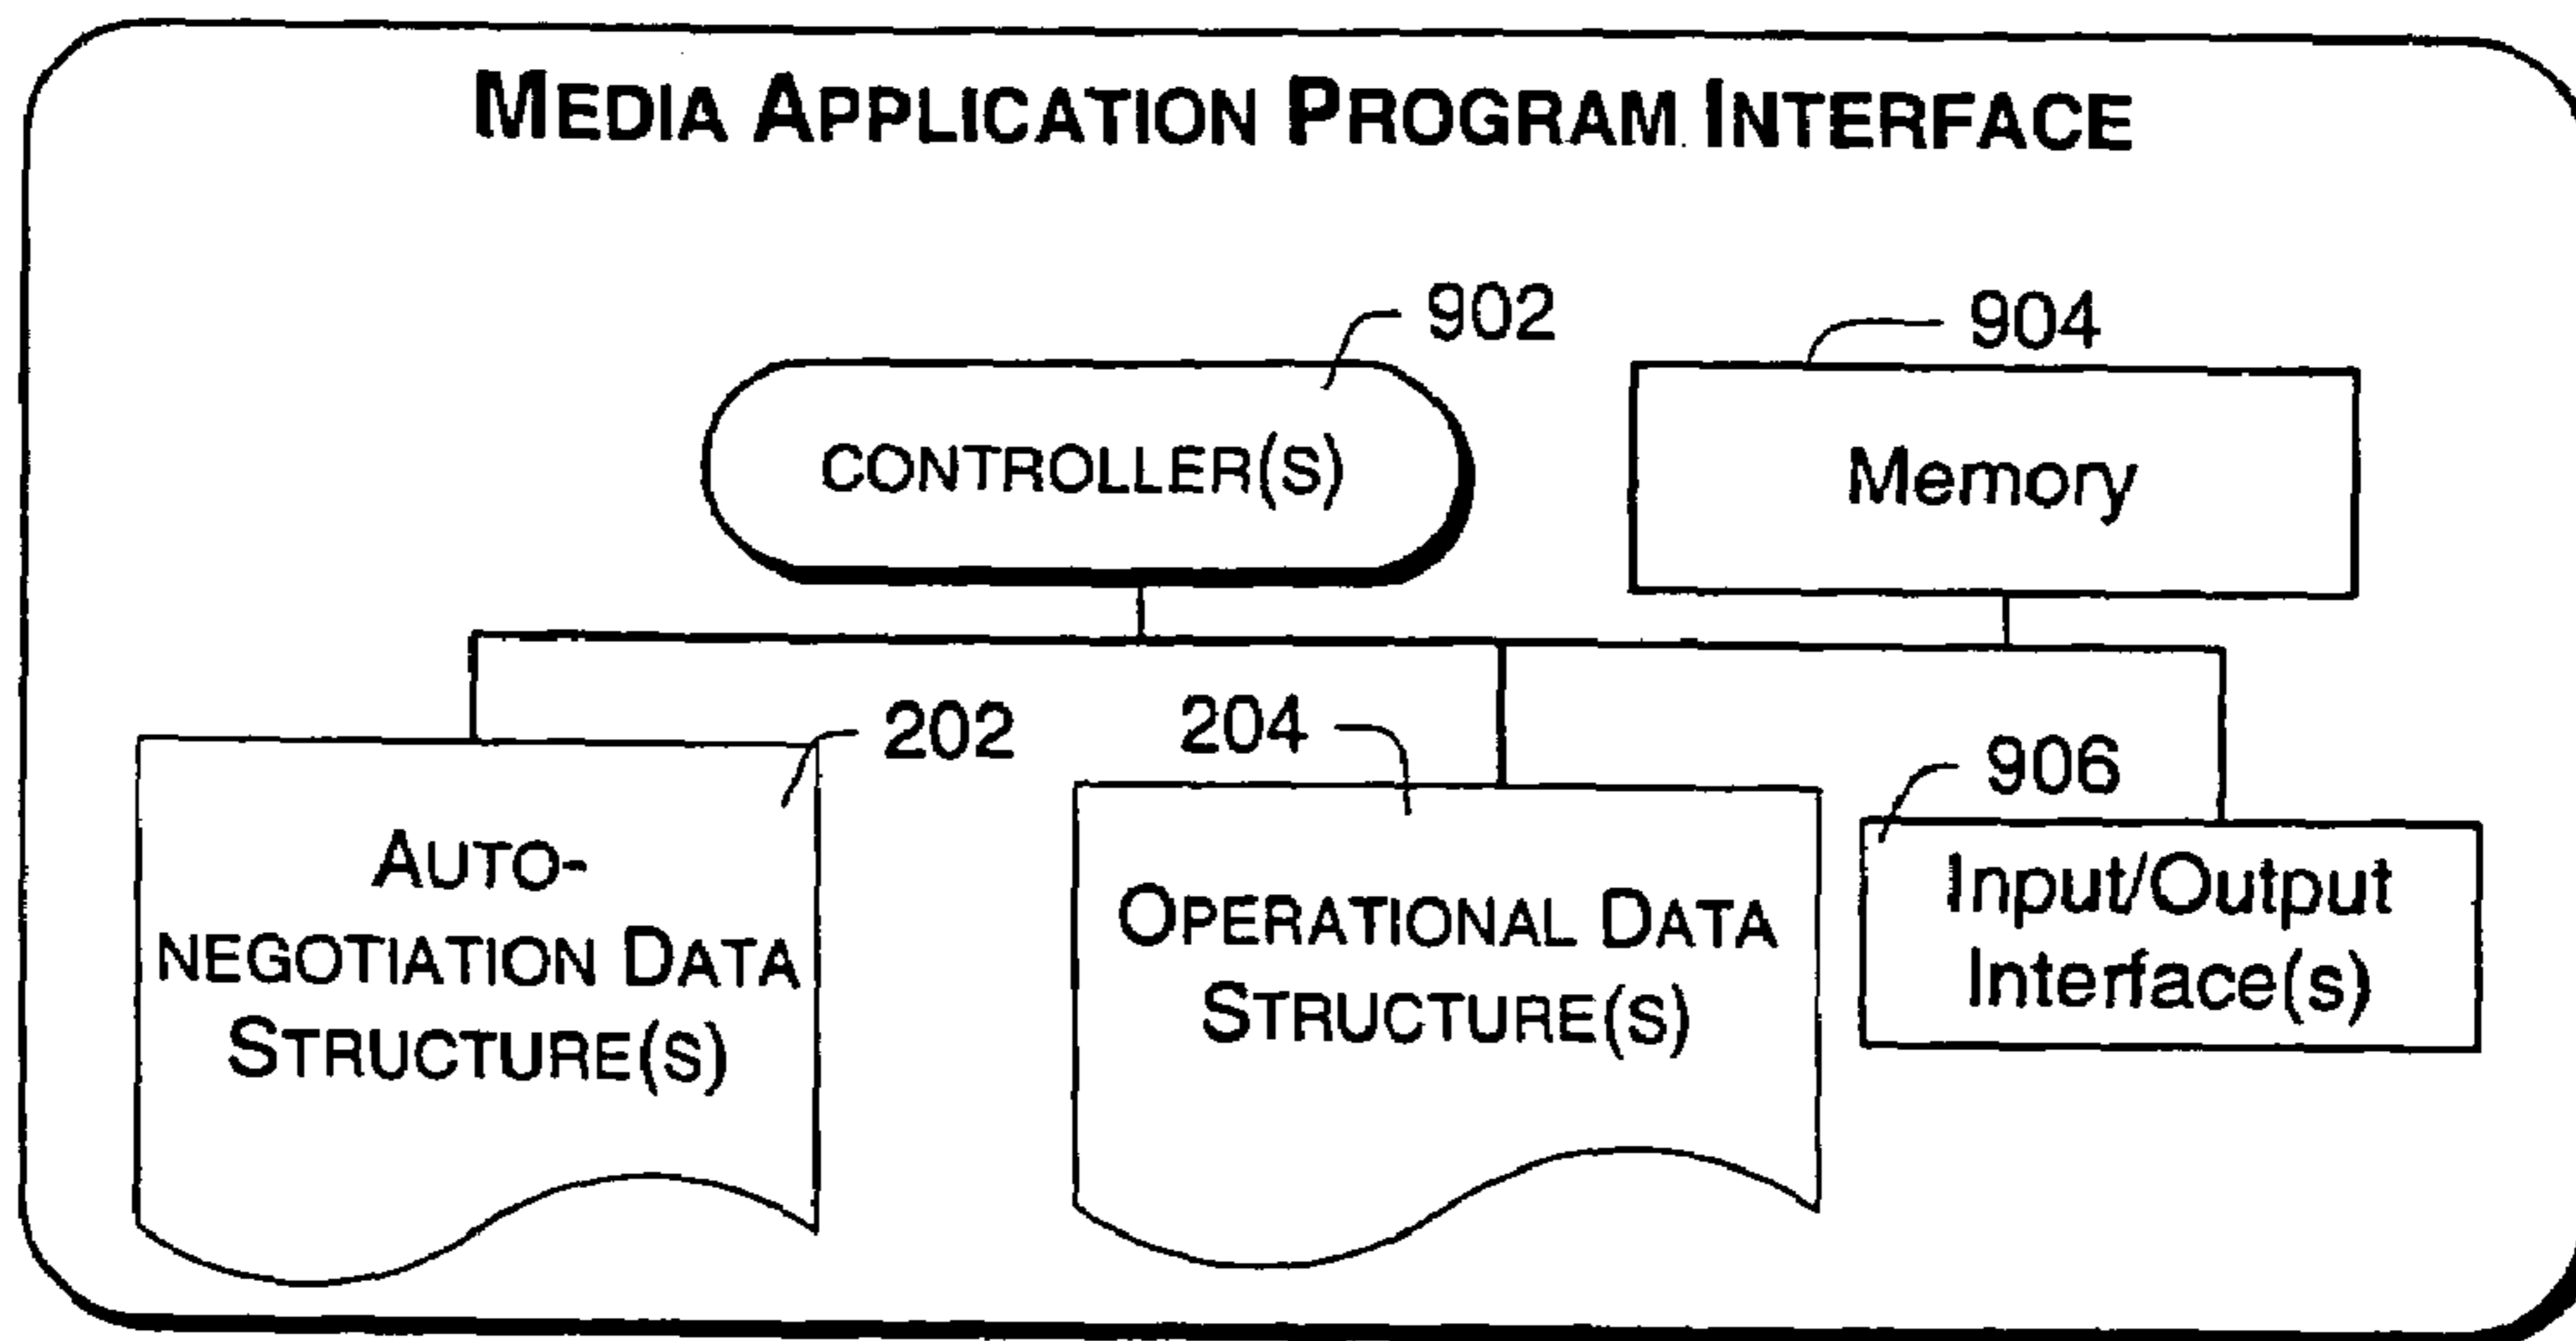 MEDIA APPLICATION PROGRAM INTERFACE
902
904
CONTROLLER(S)
Memory
202
204
906
AUTO-
NEGOTIATION DATA
STRUCTURE(S)
OPERATIONAL DATA
STRUCTURE(S)
Input/Output
Interface(s)